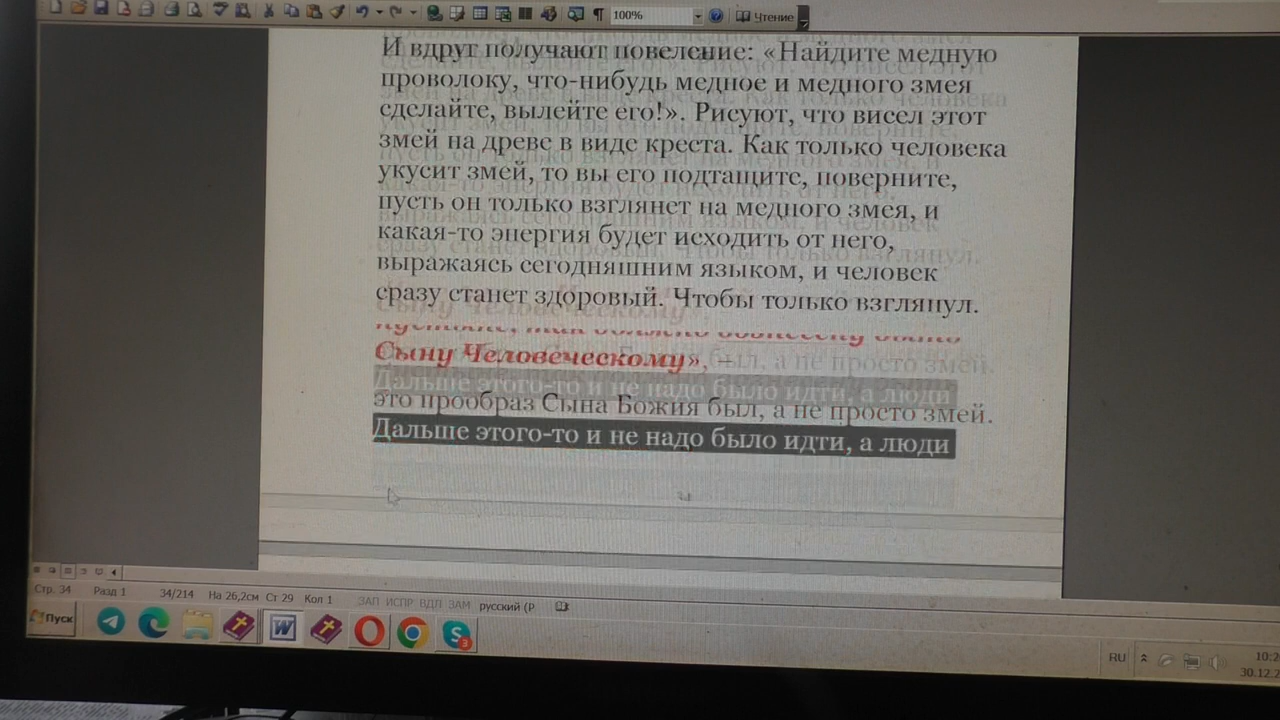 100%
Чтение
И вдруг получают повеление: «Найдите медную
проволоку, что-нибудь медное и медного змея
сделайте, вылейте его!». Рисуют, что висел этот
змей на древе в виде креста. Как только человека
укусит змей, то вы его подтащите, поверните,
пусть он только взглянет на медного змея, и
какая-то энергия будет исходить от него,
выражаясь сегодняшним языком, и человек
сразу станет здоровый. Чтобы только взглянул.
Сыну Человеческому», –
это прообраз Сына Божия был, а не просто змей.
Дальше этого-то и не надо было идти, а люди
Стр. 34 Разд 1 34/214 На 26,2см Ст 29 Кол 1 ЗАП ИСПР ВДЛ ЗАМ русский (Р
Пуск
RU
10:2
30.12.2